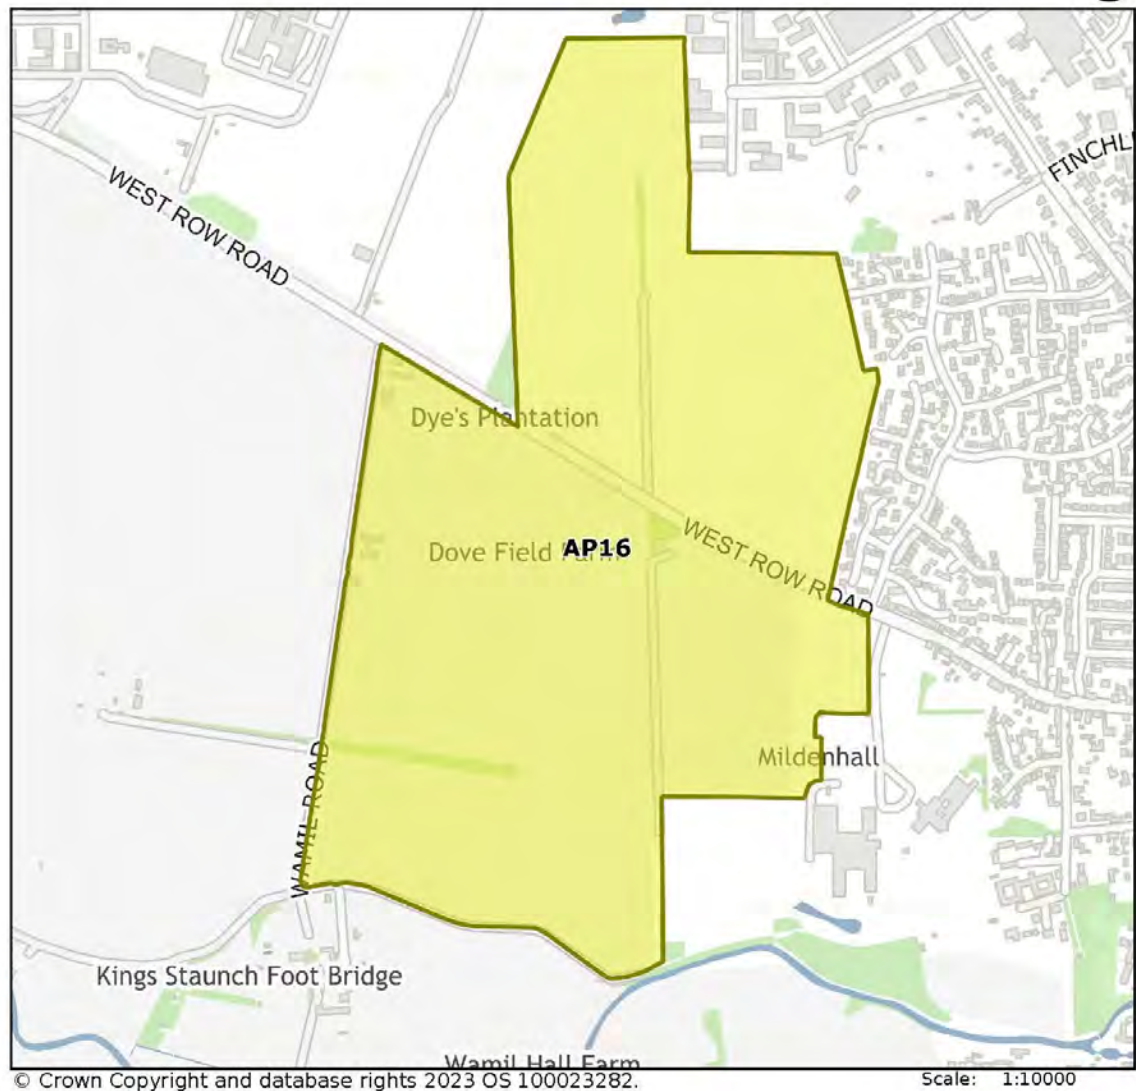 FINCHL
WEST ROW ROAD
Dye's Plantation
Dove Field Farm
AP16
WEST ROW ROAD
Mildenhall
WAMIL ROAD
Kings Staunch Foot Bridge
Wamil Hall Farm
© Crown Copyright and database rights 2023 OS 100023282.
Scale: 1:10000